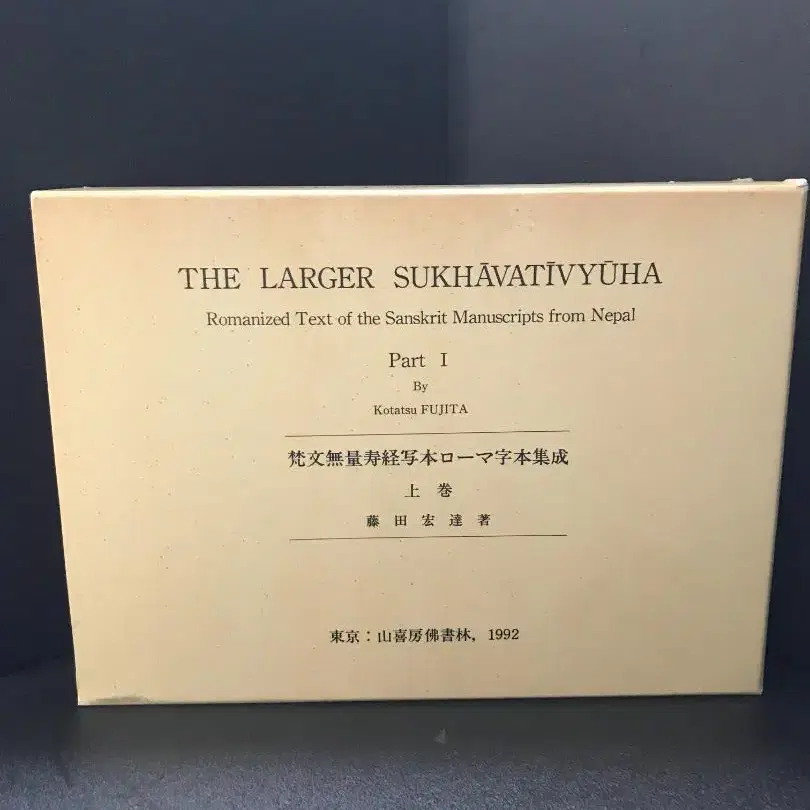 THE LARGER SUKHĀVATĪVYŪHA
Romanized Text of the Sanskrit Manuscripts from Nepal
Part I
By
Kotatsu FUJITA
梵文無量寿経写本ローマ字本集成
上巻
藤田宏達著
東京：山喜房佛書林，1992